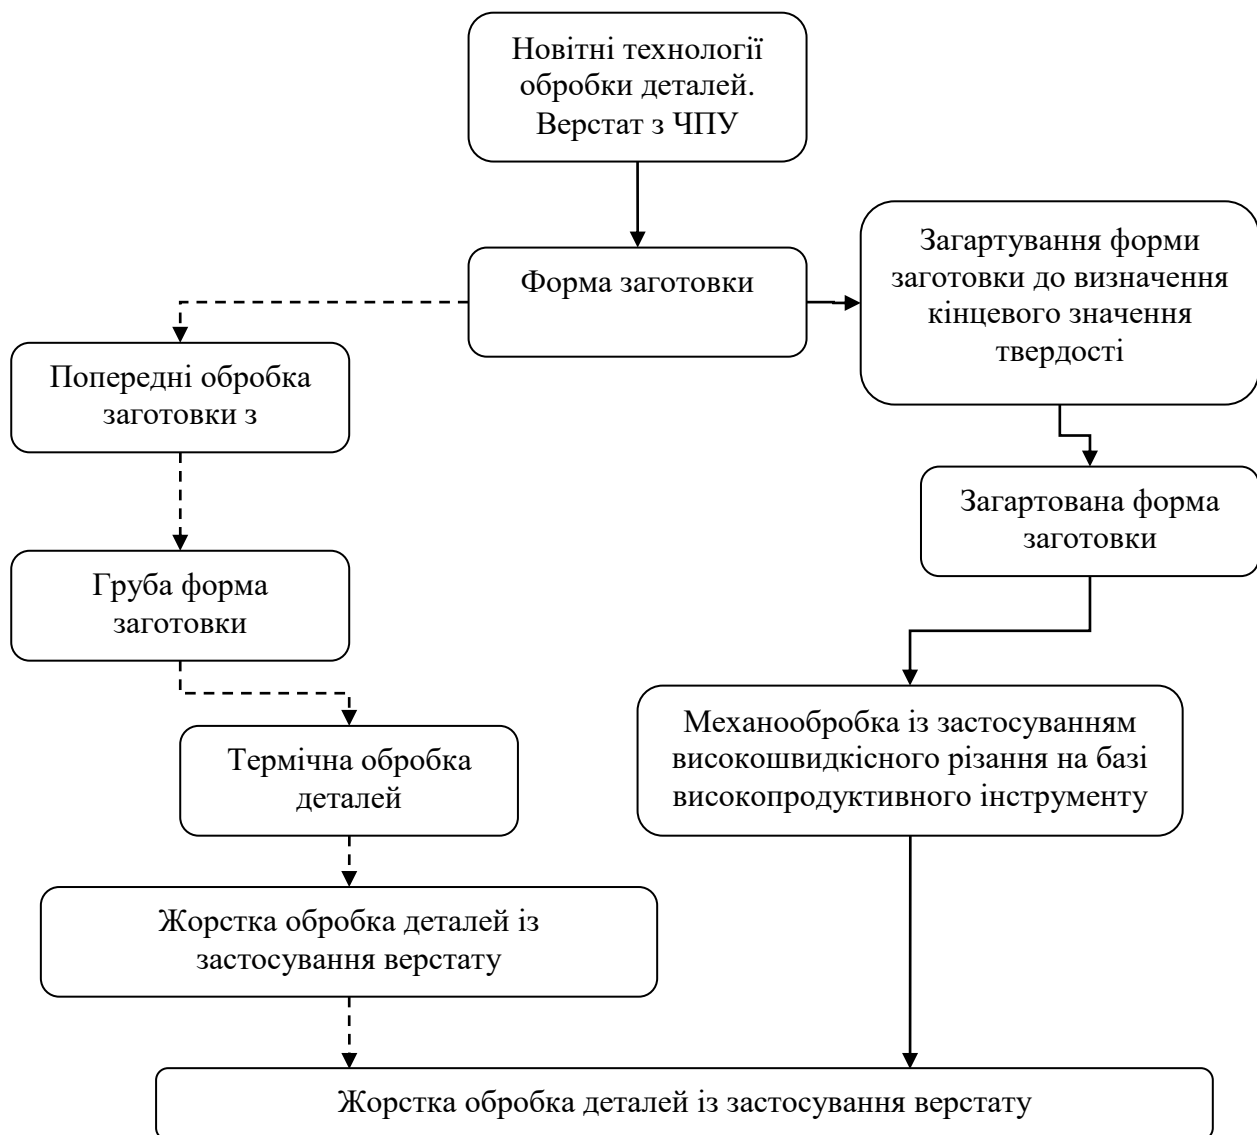 Новітні технології
обробки деталей.
Верстат з ЧПУ
Форма заготовки
Загартування форми
заготовки до визначення
кінцевого значення
твердості
Попередні обробка
заготовки з
Загартована форма
заготовки
Груба форма
заготовки
Механообробка із застосуванням
високошвидкісного різання на базі
високопродуктивного інструменту
Термічна обробка
деталей
Жорстка обробка деталей із
застосування верстату
Жорстка обробка деталей із застосування верстату